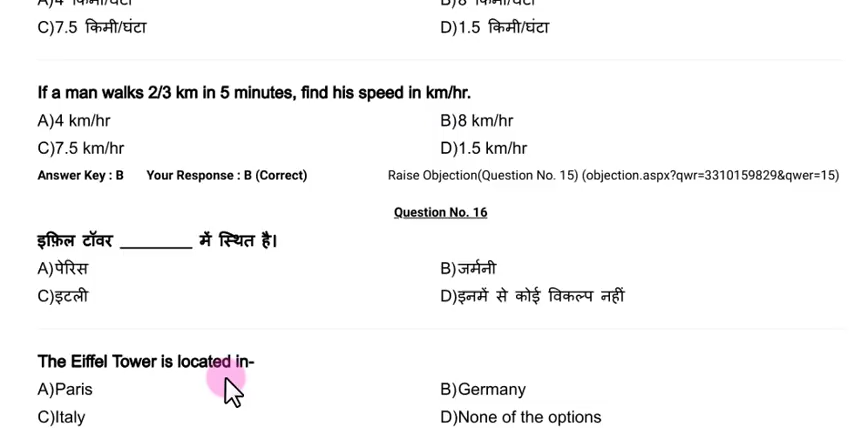 C)7.5 किमी/घंटा D)1.5 किमी/घंटा
If a man walks 2/3 km in 5 minutes, find his speed in km/hr.
A)4 km/hr B)8 km/hr
C)7.5 km/hr D)1.5 km/hr
Answer Key : B Your Response : B (Correct) Raise Objection(Question No. 15) (objection.aspx?qwr=3310159829&qwer=15)
Question No. 16
इफ़िल टॉवर ________ में स्थित है।
A)पेरिस B)जर्मनी
C)इटली D)इनमें से कोई विकल्प नहीं
The Eiffel Tower is located in-
A)Paris B)Germany
C)Italy D)None of the options